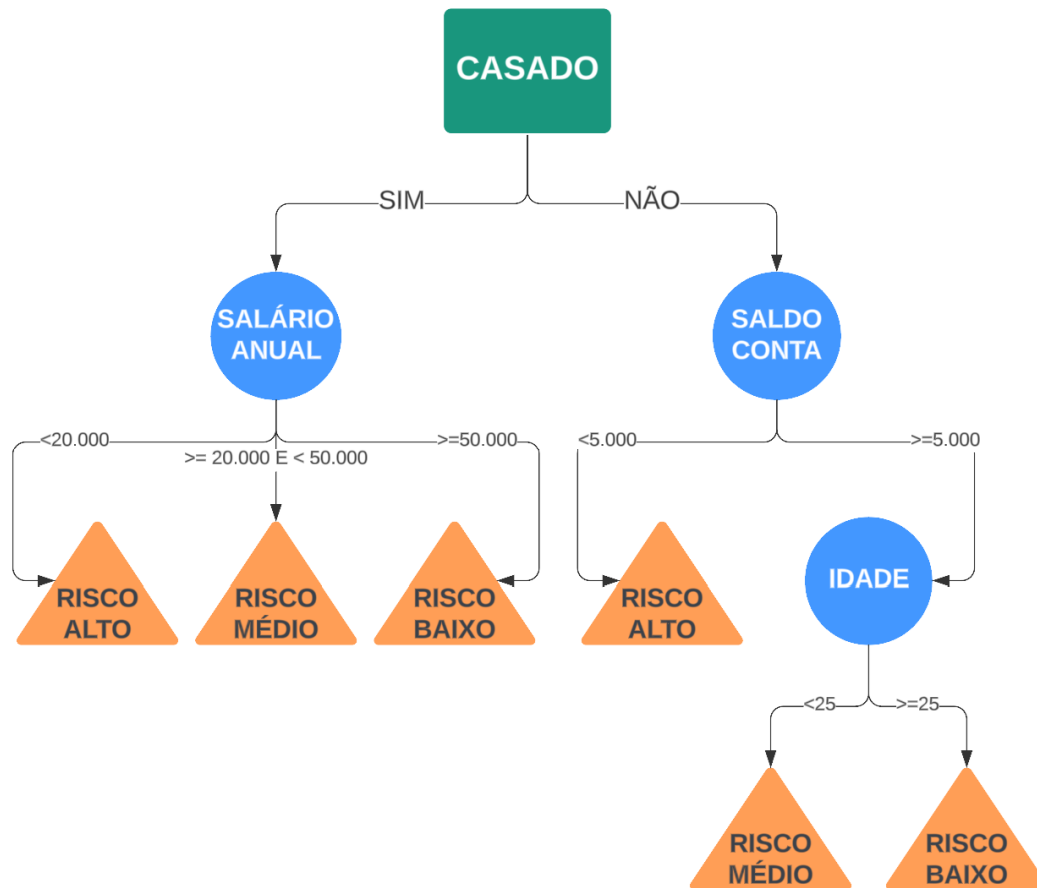 CASADO
SIM
NÃO
SALÁRIO
ANUAL
SALDO
CONTA
<20.000
>= 20.000 E < 50.000
>=50.000
<5.000
>=5.000
RISCO
ALTO
RISCO
MÉDIO
RISCO
BAIXO
RISCO
ALTO
IDADE
<25
>=25
RISCO
MÉDIO
RISCO
BAIXO